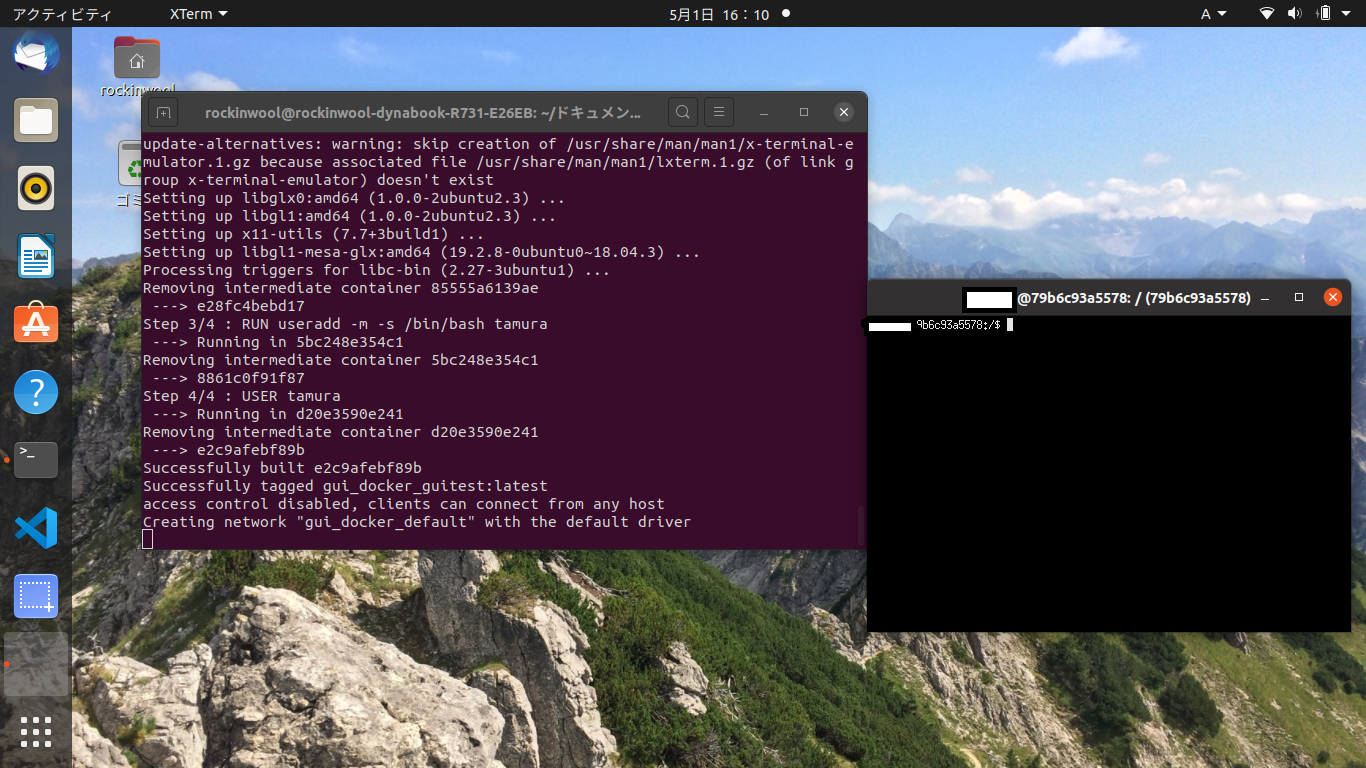 アクティビティ XTerm 5月1日 16：10 A
rockinwool
ゴミ
rockinwool@rockinwool-dynabook-R731-E26EB: ~/ドキュメン...
update-alternatives: warning: skip creation of /usr/share/man/man1/x-terminal-e
mulator.1.gz because associated file /usr/share/man/man1/lxterm.1.gz (of link g
roup x-terminal-emulator) doesn't exist
Setting up libglx0:amd64 (1.0.0-2ubuntu2.3) ...
Setting up libgl1:amd64 (1.0.0-2ubuntu2.3) ...
Setting up x11-utils (7.7+3build1) ...
Setting up libgl1-mesa-glx:amd64 (19.2.8-0ubuntu0~18.04.3) ...
Processing triggers for libc-bin (2.27-3ubuntu1) ...
Removing intermediate container 85555a6139ae
---> e28fc4bebd17
Step 3/4 : RUN useradd -m -s /bin/bash tamura
---> Running in 5bc248e354c1
Removing intermediate container 5bc248e354c1
---> 8861c0f91f87
Step 4/4 : USER tamura
---> Running in d20e3590e241
Removing intermediate container d20e3590e241
---> e2c9afebf89b
Successfully built e2c9afebf89b
Successfully tagged gui_docker_guitest:latest
access control disabled, clients can connect from any host
Creating network "gui_docker_default" with the default driver
@79b6c93a5578: / (79b6c93a5578)
9b6c93a5578:/$